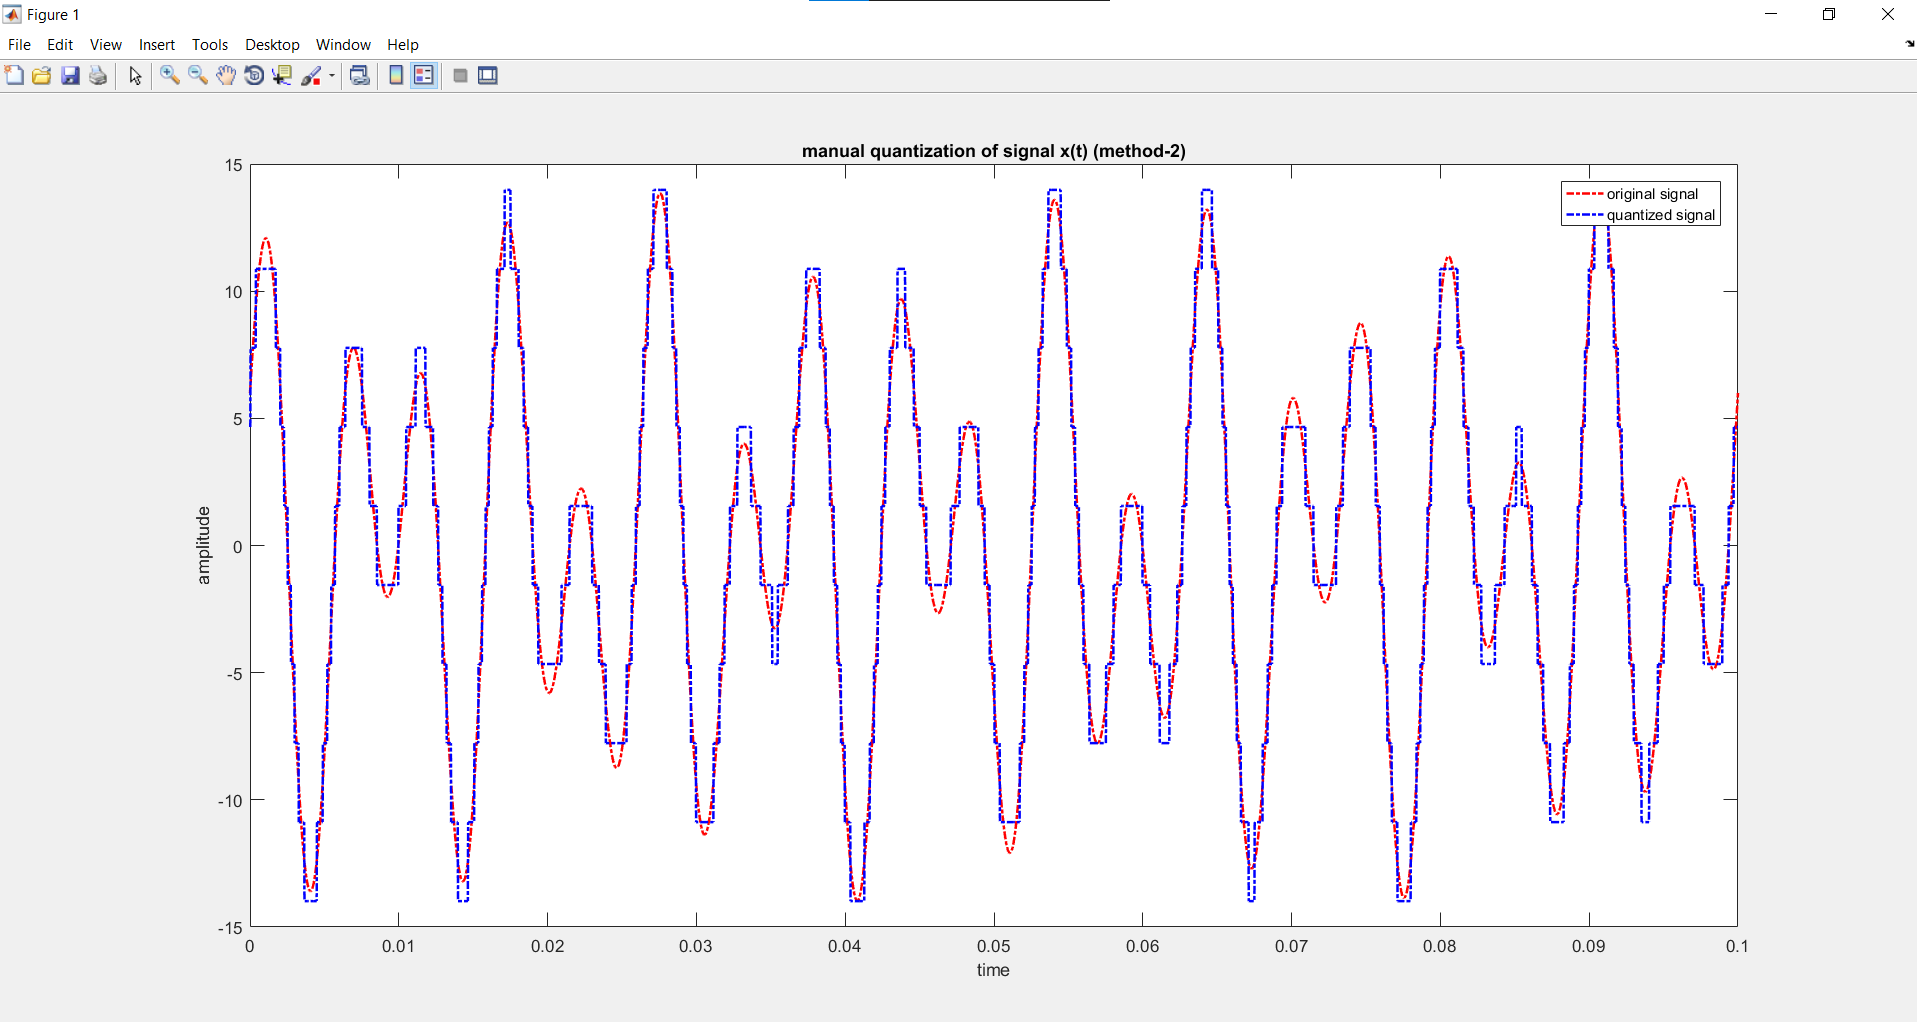 Figure 1
File Edit View Insert Tools Desktop Window Help
manual quantization of signal x(t) (method-2)
original signal
quantized signal
15
10
5
0
-5
-10
-15
amplitude
0 0.01 0.02 0.03 0.04 0.05 0.06 0.07 0.08 0.09 0.1
time